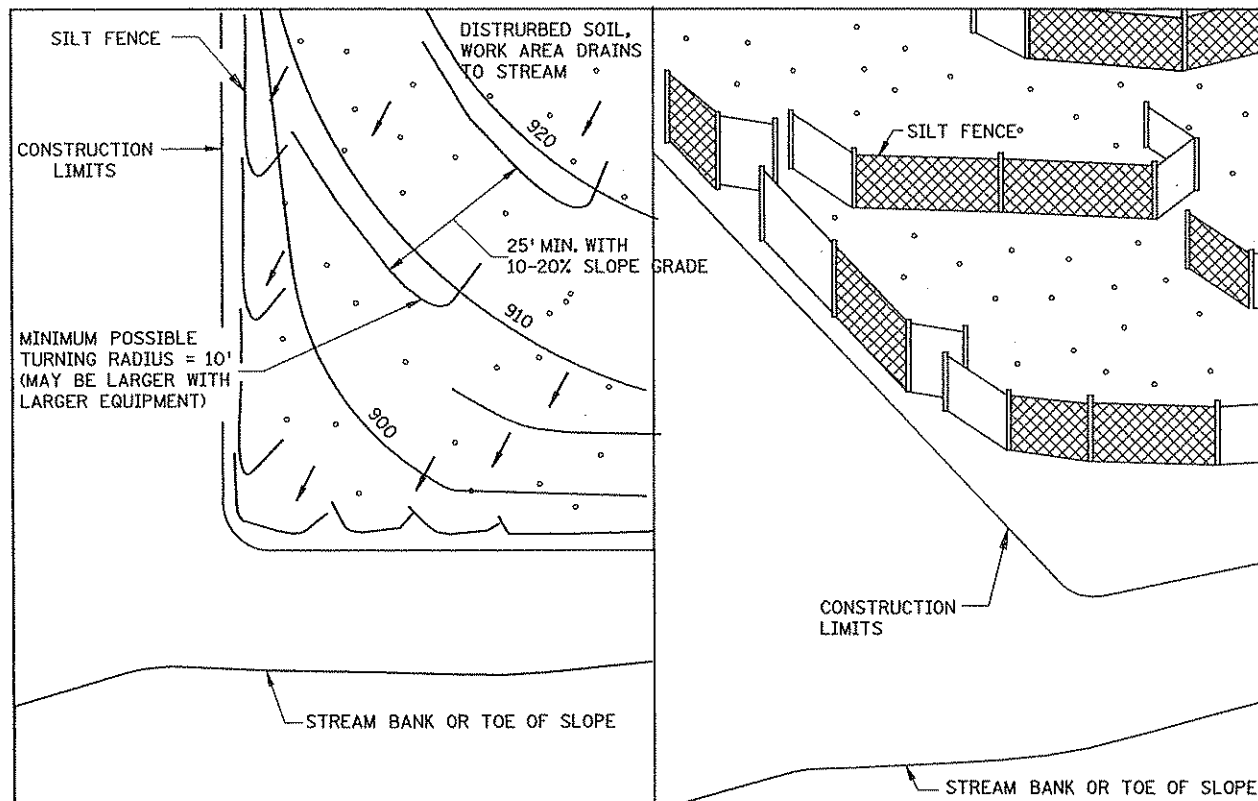 SILT FENCE
DISTRURBED SOIL,
WORK AREA DRAINS
TO STREAM
920
CONSTRUCTION
LIMITS
25' MIN. WITH
10-20% SLOPE GRADE
910
MINIMUM POSSIBLE
TURNING RADIUS = 10'
(MAY BE LARGER WITH
LARGER EQUIPMENT)
900
STREAM BANK OR TOE OF SLOPE
SILT FENCE
CONSTRUCTION
LIMITS
STREAM BANK OR TOE OF SLOPE